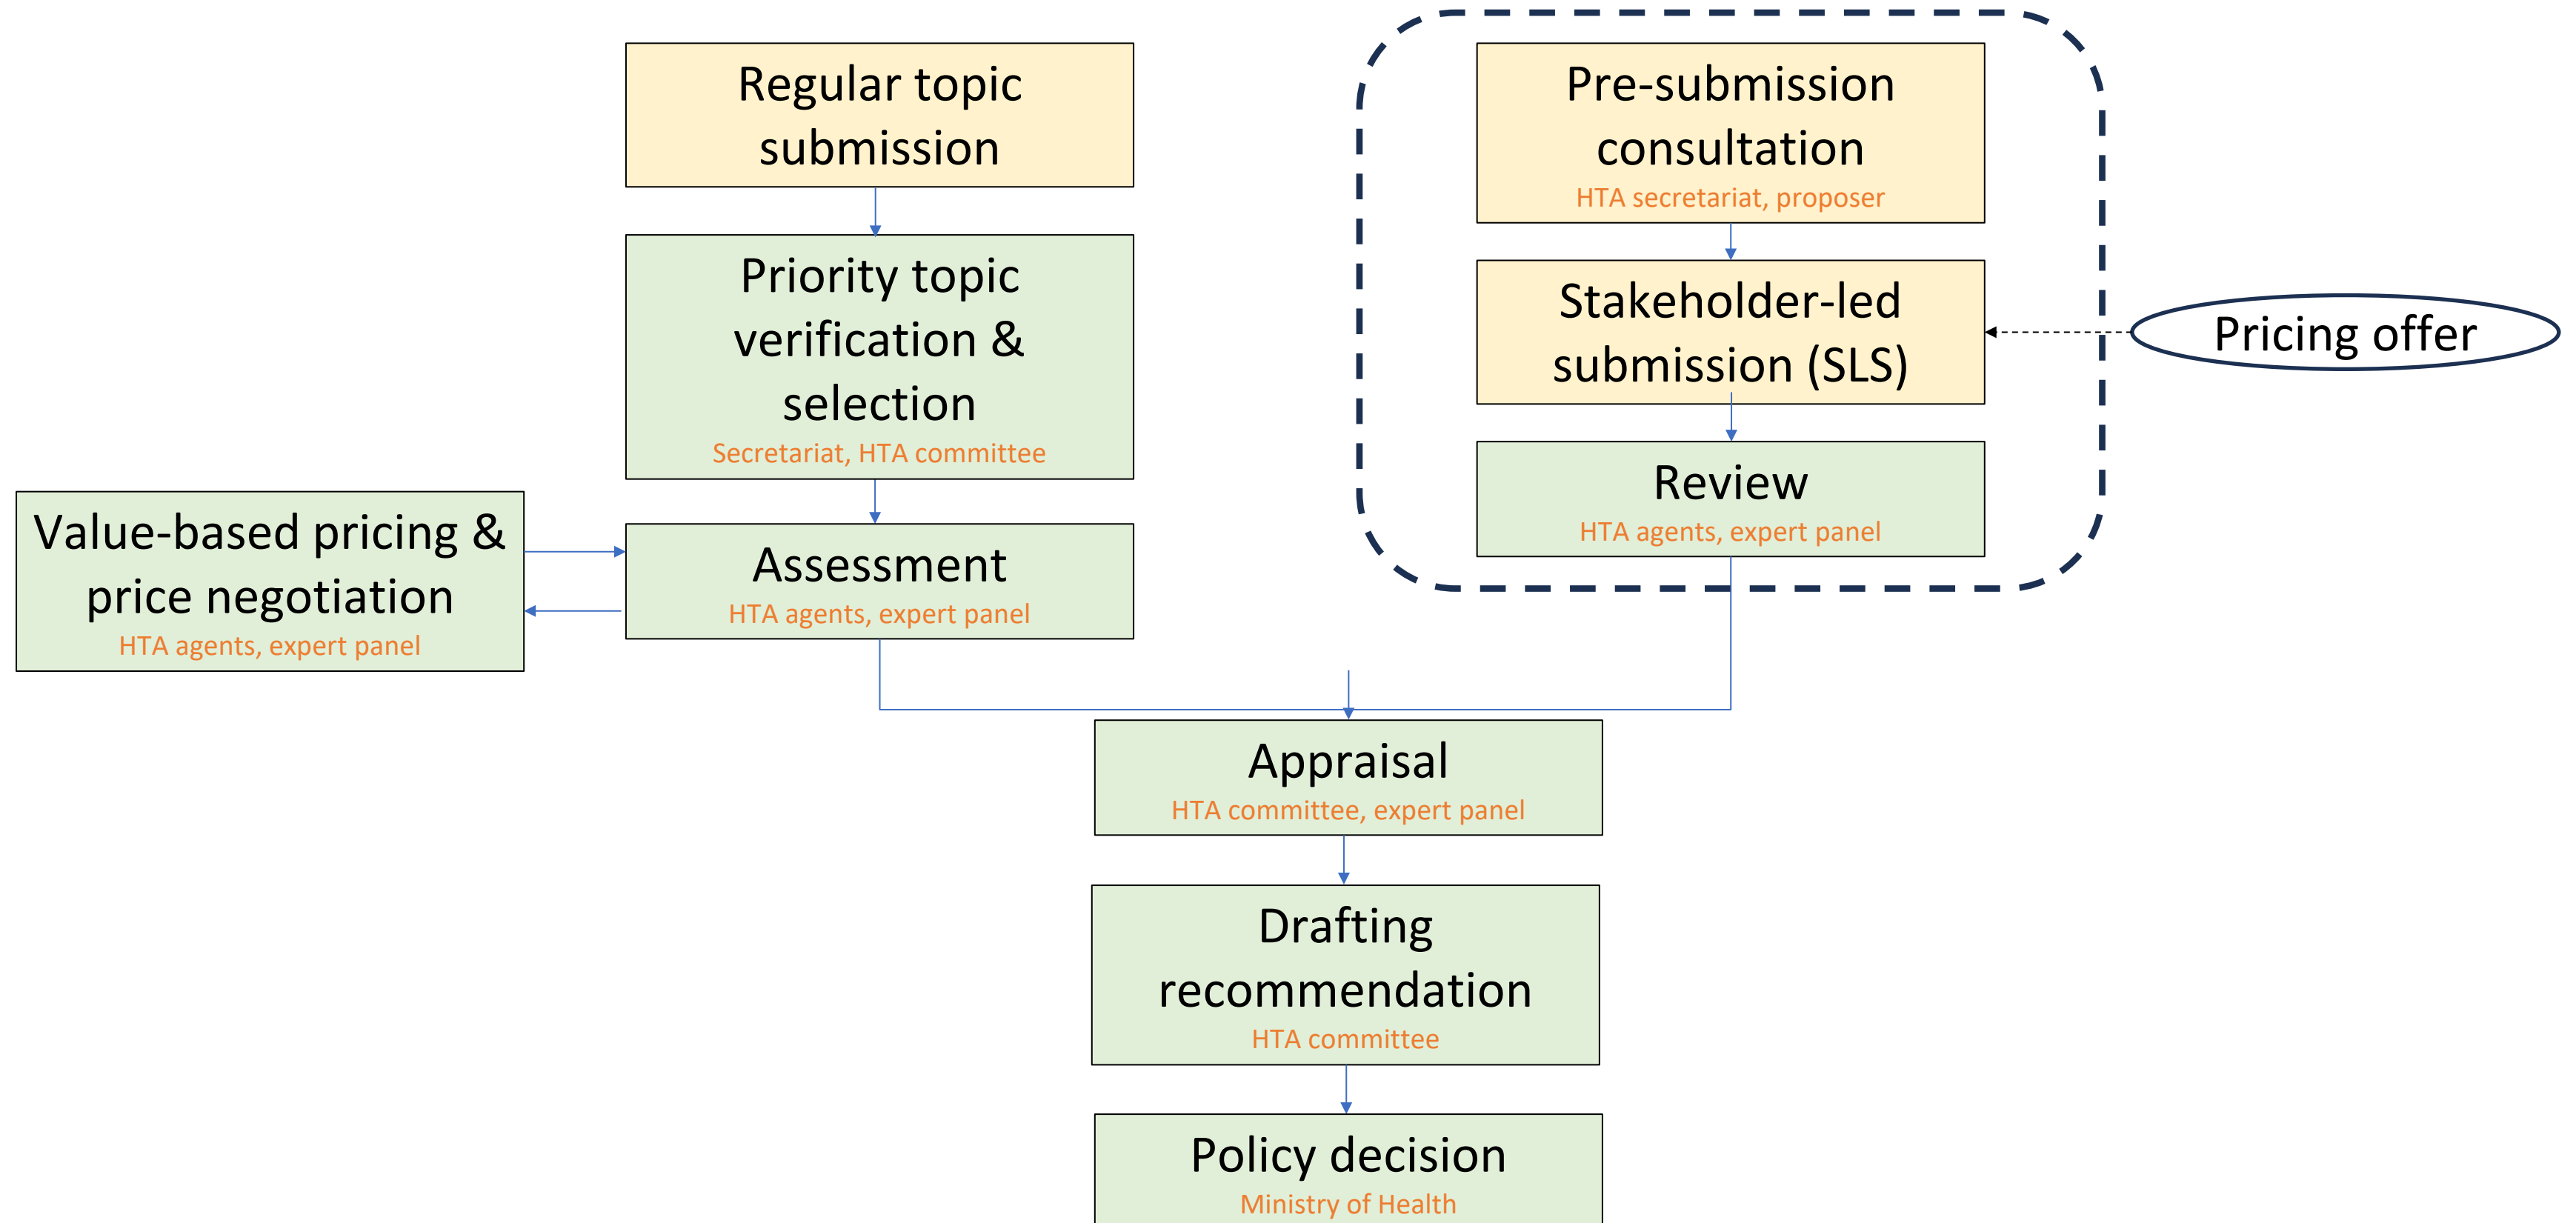 Regular topic
submission
Priority topic
verification &
selection
Secretariat, HTA committee
Value-based pricing &
price negotiation
HTA agents, expert panel
Assessment
HTA agents, expert panel
Pre-submission
consultation
HTA secretariat, proposer
Stakeholder-led
submission (SLS)
Pricing offer
Review
HTA agents, expert panel
Appraisal
HTA committee, expert panel
Drafting
recommendation
HTA committee
Policy decision
Ministry of Health